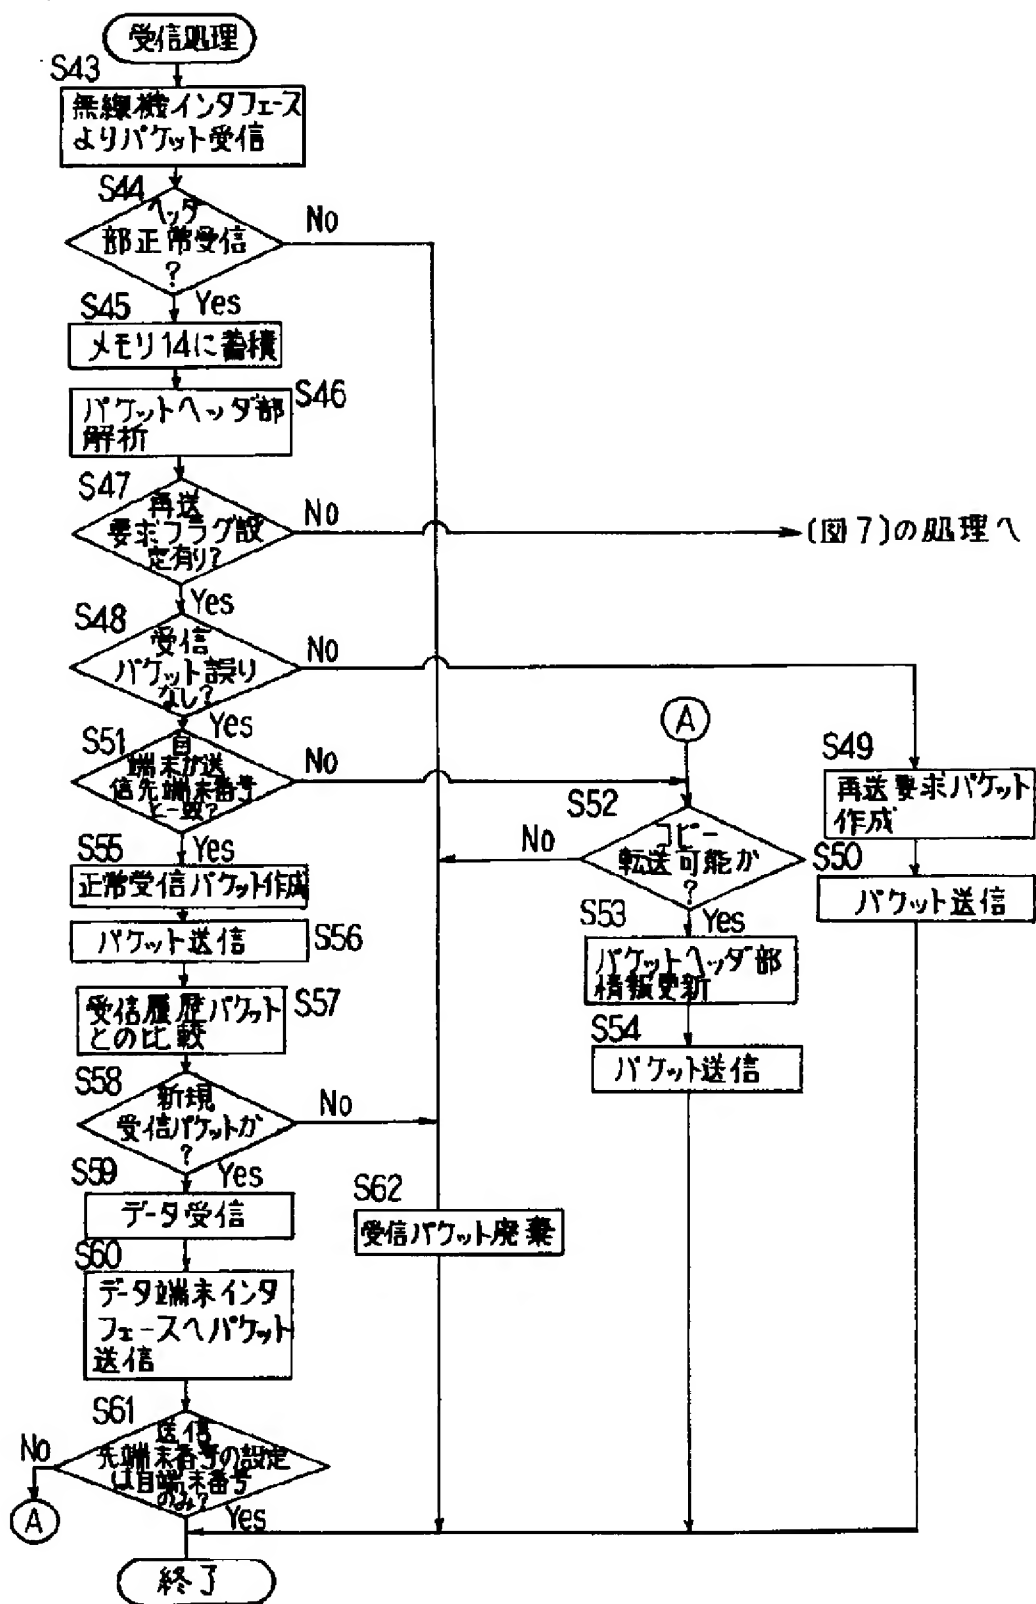 受信処理
S43
無線機インタフェース
よりパケット受信
S44
ヘッダ
部正常受信
?
No
Yes
S45
メモリ14に蓄積
S46
パケットヘッダ部
解析
S47
再送
要求フラグ設
定有り?
No
(図7)の処理へ
Yes
S48
受信
パケット誤り
なし?
No
Yes
S51
自
端末が送
信先端末番号
と一致?
No
Yes
A
S52
コピー
転送可能か
?
No
Yes
S49
再送要求パケット
作成
S50
パケット送信
S53
パケットヘッダ部
情報更新
S54
パケット送信
S55
正常受信パケット作成
パケット送信
S56
受信履歴パケット
との比較
S57
S58
新規
受信パケットか
?
No
Yes
S59
データ受信
S62
受信パケット廃棄
S60
データ端末インタ
フェースへパケット
送信
S61
送信
先端末番号の設定
は自端末番号
のみ?
No
A
Yes
終了